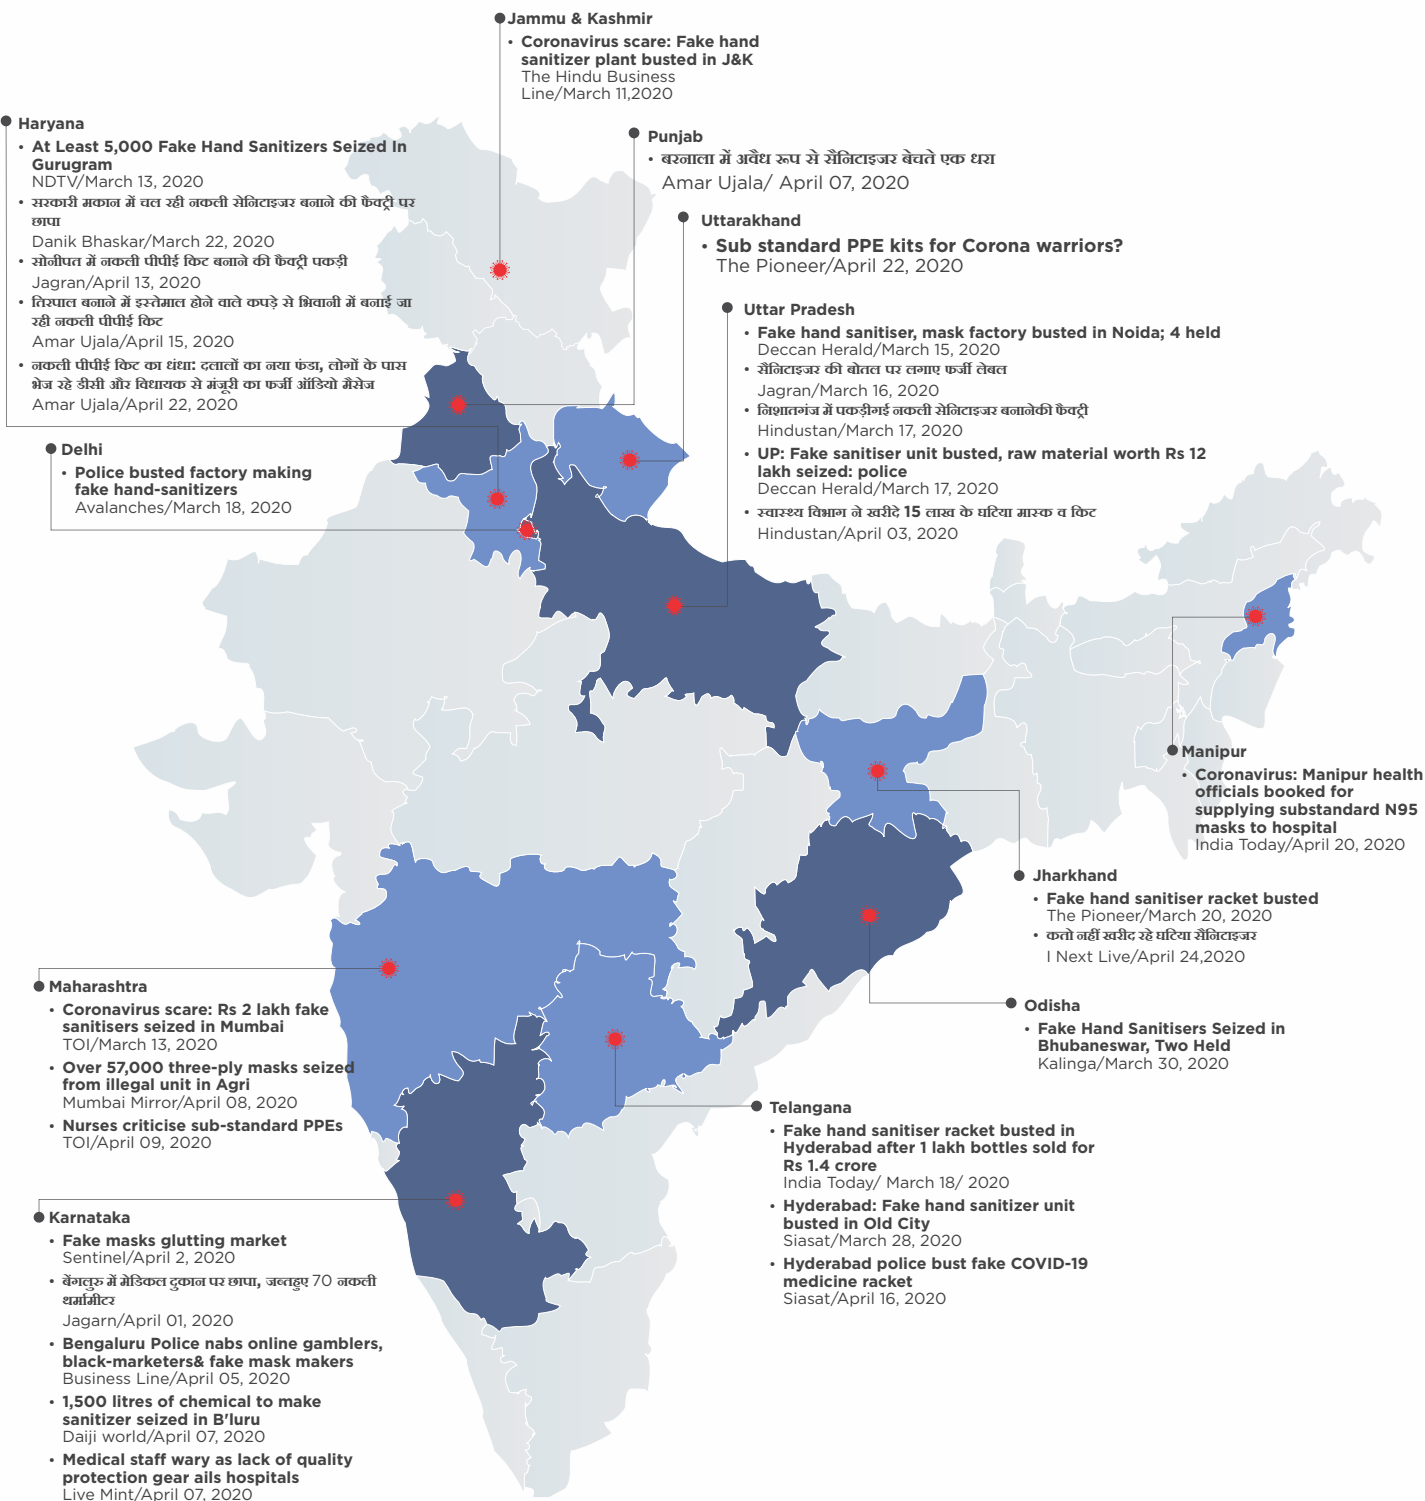 Jammu & Kashmir
• Coronavirus scare: Fake hand
sanitizer plant busted in J&K
The Hindu Business
Line/March 11,2020
Haryana
• At Least 5,000 Fake Hand Sanitizers Seized In
Gurugram
NDTV/March 13, 2020
• सरकारी मकान में चल रही नकली सेनिटाइजर बनाने की फैक्ट्री पर
छापा
Danik Bhaskar/March 22, 2020
• सोनीपत में नकली पीपीई किट बनाने की फैक्ट्री पकड़ी
Jagran/April 13, 2020
• तिरपाल बनाने में इस्तेमाल होने वाले कपड़े से भिवानी में बनाई जा
रही नकली पीपीई किट
Amar Ujala/April 15, 2020
• नकली पीपीई किट का धंधा: दलालों का नया फंडा, लोगों के पास
भेज रहे डीसी और विधायक से मंजूरी का फर्जी ऑडियो मैसेज
Amar Ujala/April 22, 2020
Punjab
• बरनाला में अवैध रूप से सैनिटाइजर बेचते एक धरा
Amar Ujala/ April 07, 2020
Uttarakhand
• Sub standard PPE kits for Corona warriors?
The Pioneer/April 22, 2020
Uttar Pradesh
• Fake hand sanitiser, mask factory busted in Noida; 4 held
Deccan Herald/March 15, 2020
• सैनिटाइजर की बोतल पर लगाए फर्जी लेबल
Jagran/March 16, 2020
• निशातगंज में पकड़ीगई नकली सेनिटाइजर बनानेकी फैक्ट्री
Hindustan/March 17, 2020
• UP: Fake sanitiser unit busted, raw material worth Rs 12
lakh seized: police
Deccan Herald/March 17, 2020
• स्वास्थ्य विभाग ने खरीदे 15 लाख के घटिया मास्क व किट
Hindustan/April 03, 2020
Delhi
• Police busted factory making
fake hand-sanitizers
Avalanches/March 18, 2020
Manipur
• Coronavirus: Manipur health
officials booked for
supplying substandard N95
masks to hospital
India Today/April 20, 2020
Jharkhand
• Fake hand sanitiser racket busted
The Pioneer/March 20, 2020
• कतो नहीं खरीद रहे घटिया सैनिटाइजर
I Next Live/April 24,2020
Odisha
• Fake Hand Sanitisers Seized in
Bhubaneswar, Two Held
Kalinga/March 30, 2020
Maharashtra
• Coronavirus scare: Rs 2 lakh fake
sanitisers seized in Mumbai
TOI/March 13, 2020
• Over 57,000 three-ply masks seized
from illegal unit in Agri
Mumbai Mirror/April 08, 2020
• Nurses criticise sub-standard PPEs
TOI/April 09, 2020
Telangana
• Fake hand sanitiser racket busted in
Hyderabad after 1 lakh bottles sold for
Rs 1.4 crore
India Today/ March 18/ 2020
• Hyderabad: Fake hand sanitizer unit
busted in Old City
Siasat/March 28, 2020
• Hyderabad police bust fake COVID-19
medicine racket
Siasat/April 16, 2020
Karnataka
• Fake masks glutting market
Sentinel/April 2, 2020
• बेंगलुरु में मेडिकल दुकान पर छापा, जब्तहुए 70 नकली
थर्मामीटर
Jagarn/April 01, 2020
• Bengaluru Police nabs online gamblers,
black-marketers& fake mask makers
Business Line/April 05, 2020
• 1,500 litres of chemical to make
sanitizer seized in B'luru
Daiji world/April 07, 2020
• Medical staff wary as lack of quality
protection gear ails hospitals
Live Mint/April 07, 2020